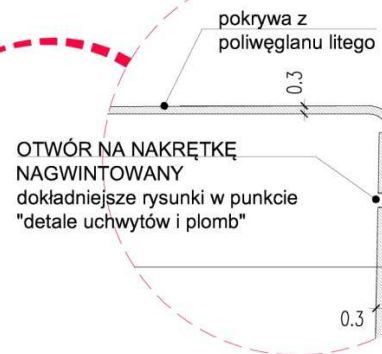 pokrywa z
poliwęglanu litego
0.3
OTWÓR NA NAKRĘTKĘ
NAGWINTOWANY
dokładniejsze rysunki w punkcie
"detale uchwytów i plomb"
0.3